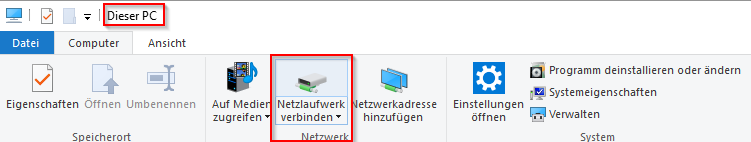 Dieser PC
Datei Computer Ansicht
Eigenschaften Öffnen Umbenennen
Auf Medien
zugreifen
Netzlaufwerk
verbinden
Netzwerkadresse
hinzufügen
Einstellungen
öffnen
Programm deinstallieren oder ändern
Systemeigenschaften
Verwalten
Speicherort Netzwerk System